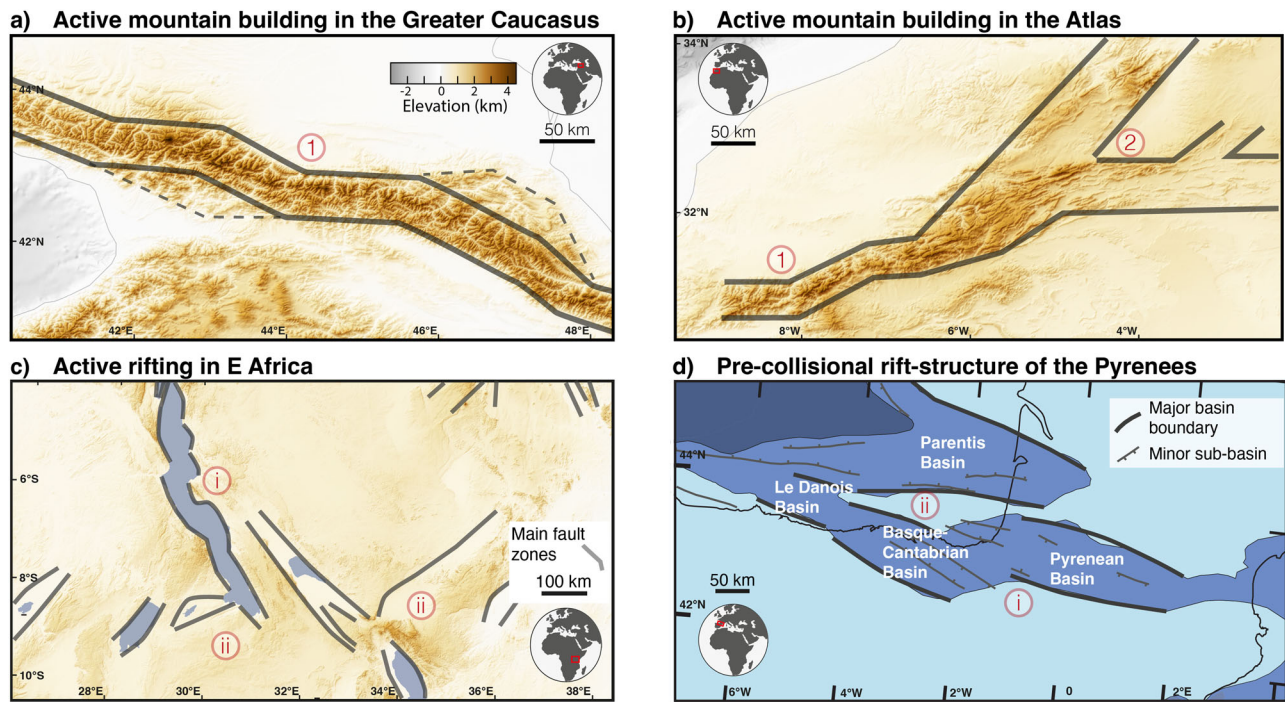 a) Active mountain building in the Greater Caucasus
44°N
-2 0 2 4
Elevation (km)
50 km
1
42°N
42°E 44°E 46°E 48°E
b) Active mountain building in the Atlas
34°N
50 km
2
32°N
1
8°W 6°W 4°W
c) Active rifting in E Africa
6°S
i
Main fault
zones
100 km
8°S
ii
ii
10°S
28°E 30°E 32°E 34°E 36°E 38°E
d) Pre-collisional rift-structure of the Pyrenees
Major basin
boundary
Minor sub-basin
44°N
Parentis
Basin
Le Danois
Basin
ii
Basque-
Cantabrian
Basin
Pyrenean
Basin
50 km
i
42°N
6°W 4°W 2°W 0 2°E